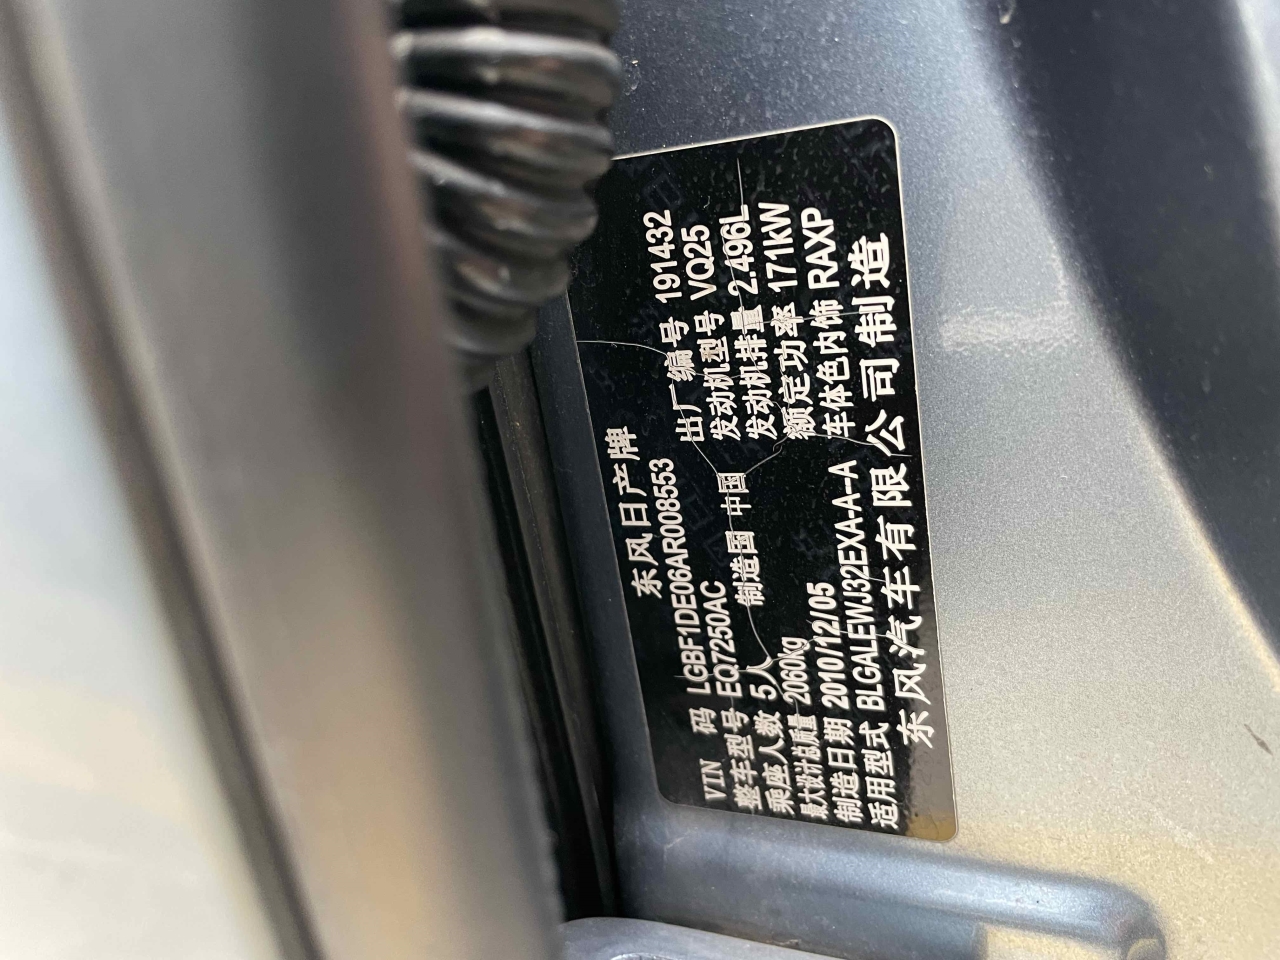 东风日产牌
VIN 码 LGBF1DE06AR008553 出厂编号 191432
整车型号 EQ7250AC 发动机型号 VQ25
乘座人数 5人 制造国 中国 发动机排量 2.496L
最大设计总质量 2060kg 额定功率 171kW
制造日期 2010/12/05 车体色内饰 RAXP
适用型式 BLGALEWJ32EXA-A-A
东风汽车有限公司制造